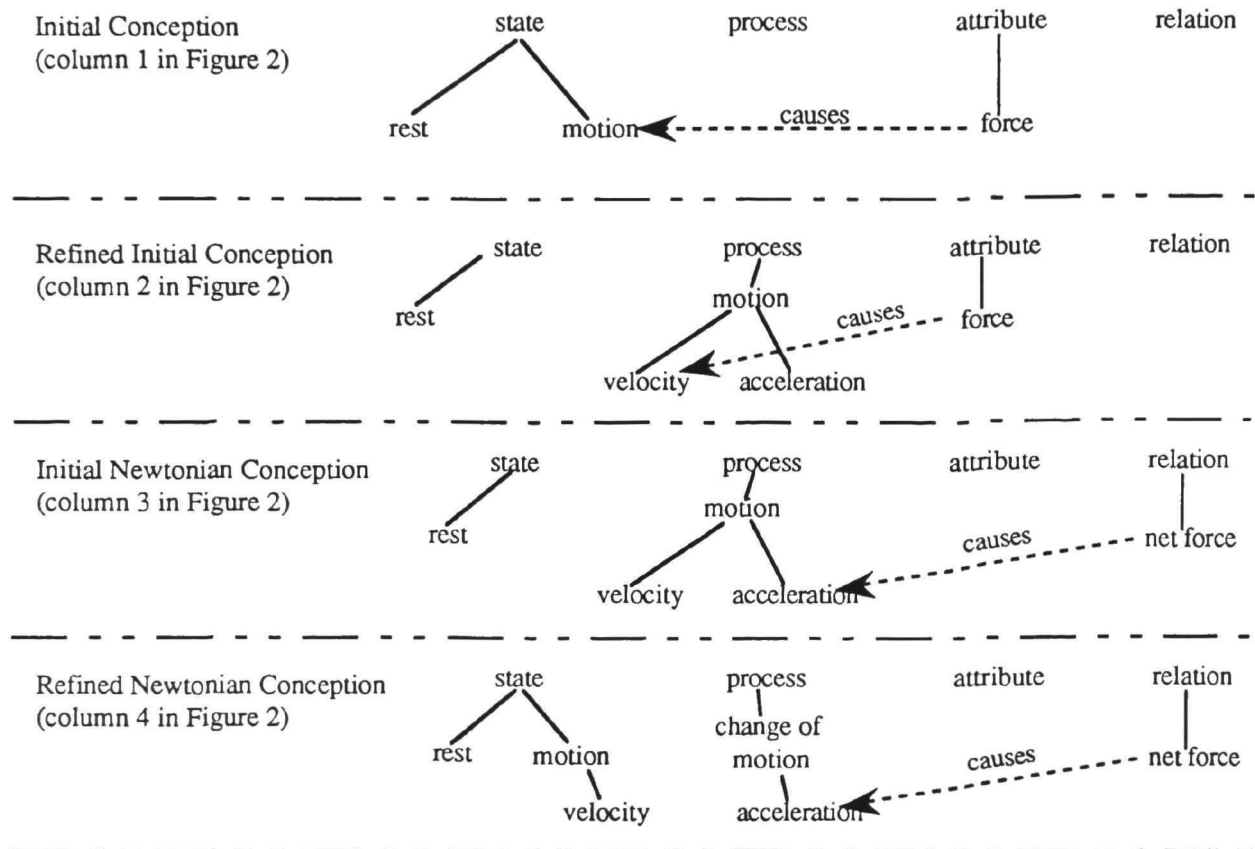 Initial Conception
(column 1 in Figure 2)
state process attribute relation
rest motion causes force
Refined Initial Conception
(column 2 in Figure 2)
state process attribute relation
rest motion causes force
velocity acceleration
Initial Newtonian Conception
(column 3 in Figure 2)
state process attribute relation
rest motion causes net force
velocity acceleration
Refined Newtonian Conception
(column 4 in Figure 2)
state process attribute relation
change of
rest motion motion causes net force
velocity acceleration